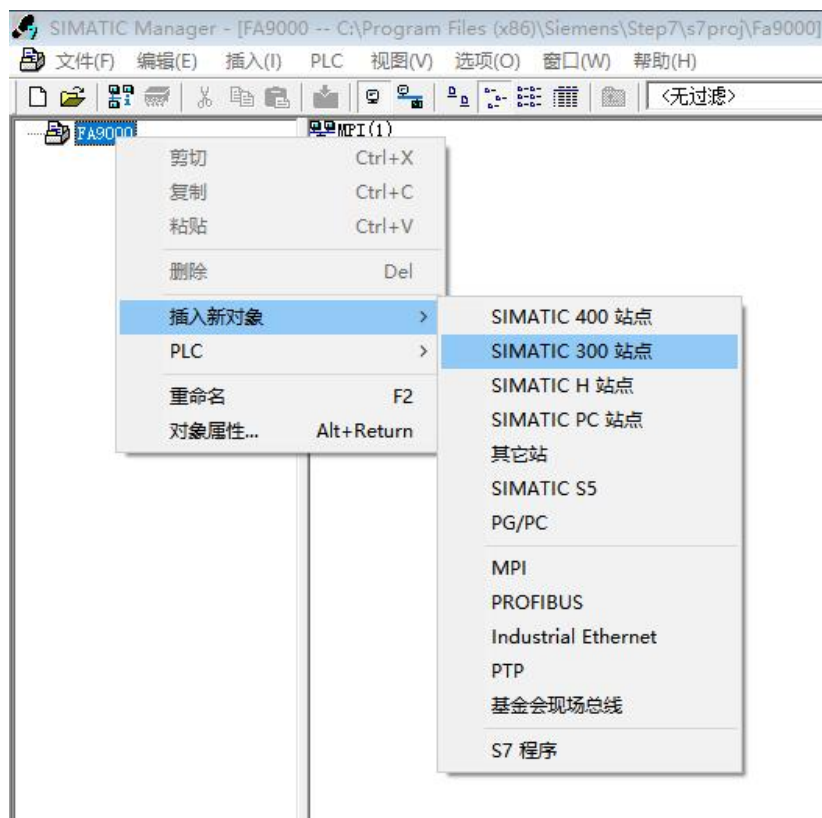 SIMATIC Manager - [FA9000 -- C:\Program Files (x86)\Siemens\Step7\s7proj\Fa9000]
文件(F) 编辑(E) 插入(I) PLC 视图(V) 选项(O) 窗口(W) 帮助(H)
<无过滤>
FA9000
MPI(1)
剪切 Ctrl+X
复制 Ctrl+C
粘贴 Ctrl+V
删除 Del
插入新对象 >
PLC >
重命名 F2
对象属性... Alt+Return
SIMATIC 400 站点
SIMATIC 300 站点
SIMATIC H 站点
SIMATIC PC 站点
其它站
SIMATIC S5
PG/PC
MPI
PROFIBUS
Industrial Ethernet
PTP
基金会现场总线
S7 程序